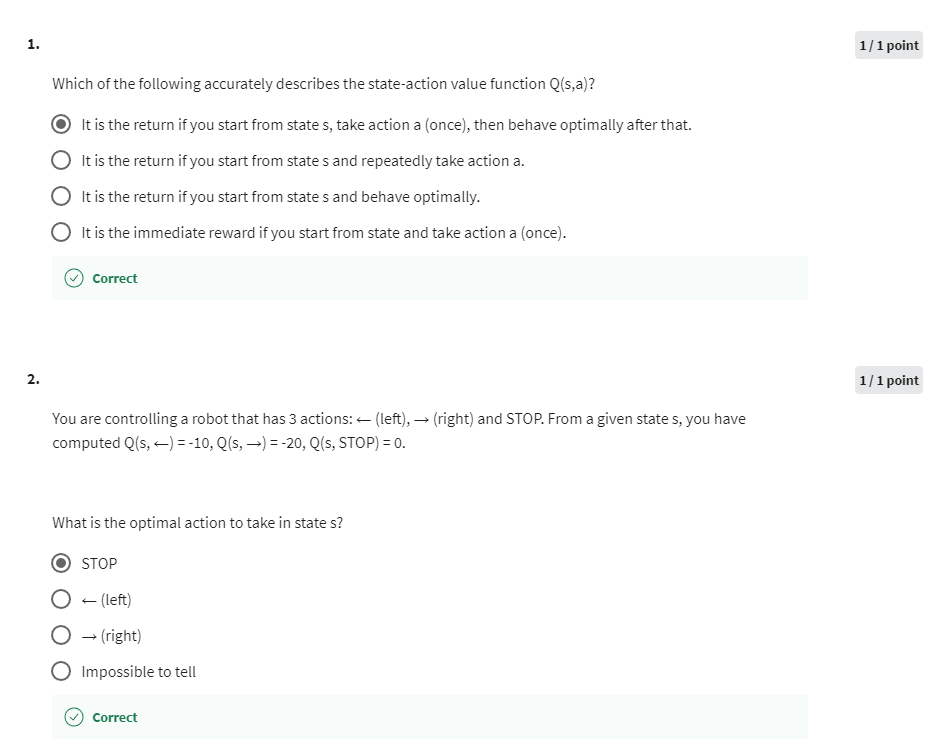 1.
1 / 1 point
Which of the following accurately describes the state-action value function Q(s,a)?
It is the return if you start from state s, take action a (once), then behave optimally after that.
It is the return if you start from state s and repeatedly take action a.
It is the return if you start from state s and behave optimally.
It is the immediate reward if you start from state and take action a (once).
Correct
2.
1 / 1 point
You are controlling a robot that has 3 actions: ← (left), → (right) and STOP. From a given state s, you have
computed Q(s, ←) = -10, Q(s, →) = -20, Q(s, STOP) = 0.
What is the optimal action to take in state s?
STOP
← (left)
→ (right)
Impossible to tell
Correct